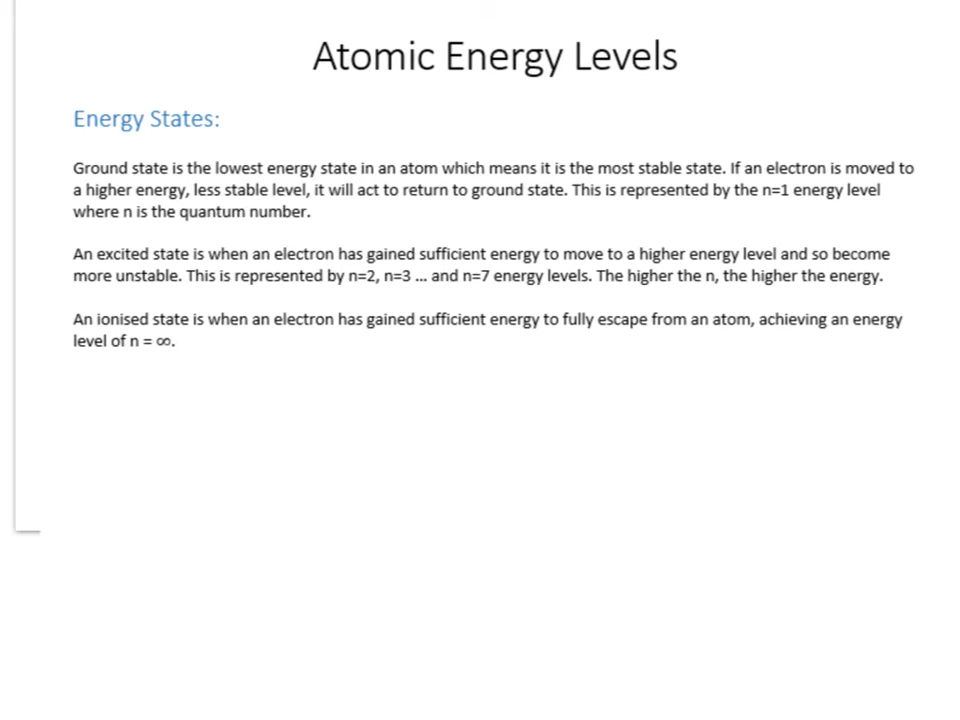 Atomic Energy Levels
Energy States:
Ground state is the lowest energy state in an atom which means it is the most stable state. If an electron is moved to
a higher energy, less stable level, it will act to return to ground state. This is represented by the n=1 energy level
where n is the quantum number.
An excited state is when an electron has gained sufficient energy to move to a higher energy level and so become
more unstable. This is represented by n=2, n=3 ... and n=7 energy levels. The higher the n, the higher the energy.
An ionised state is when an electron has gained sufficient energy to fully escape from an atom, achieving an energy
level of n = ∞.